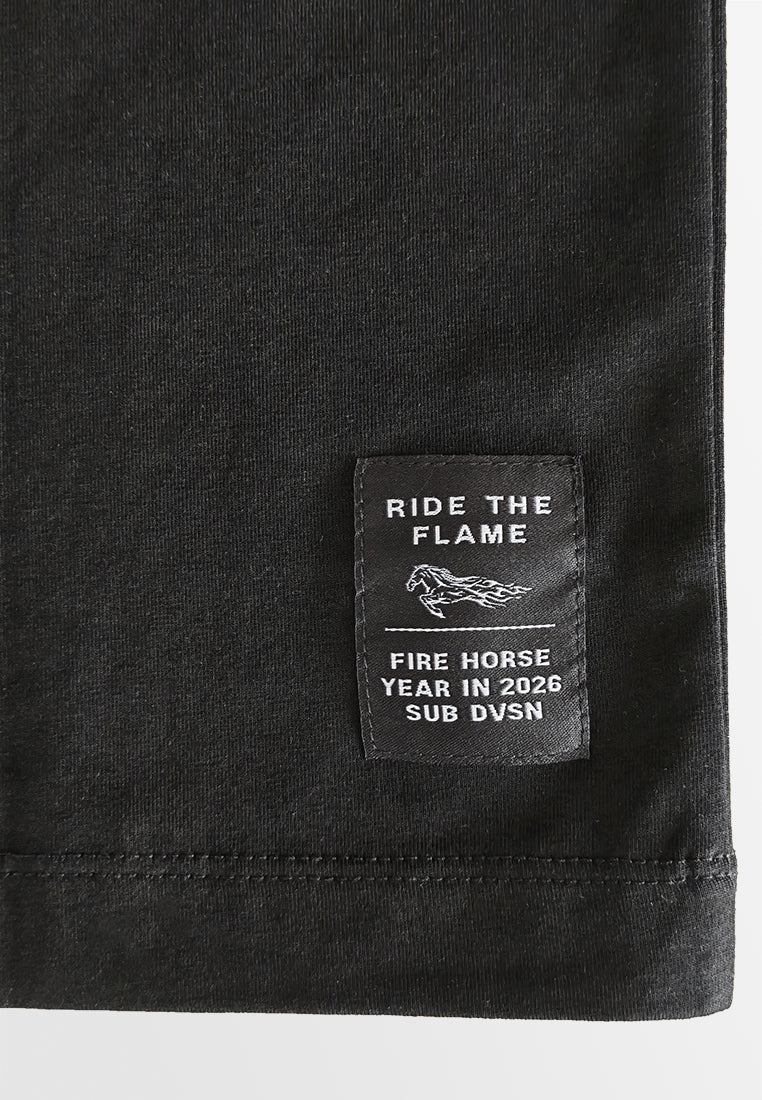 RIDE THE
FLAME
FIRE HORSE
YEAR IN 2026
SUB DVSN